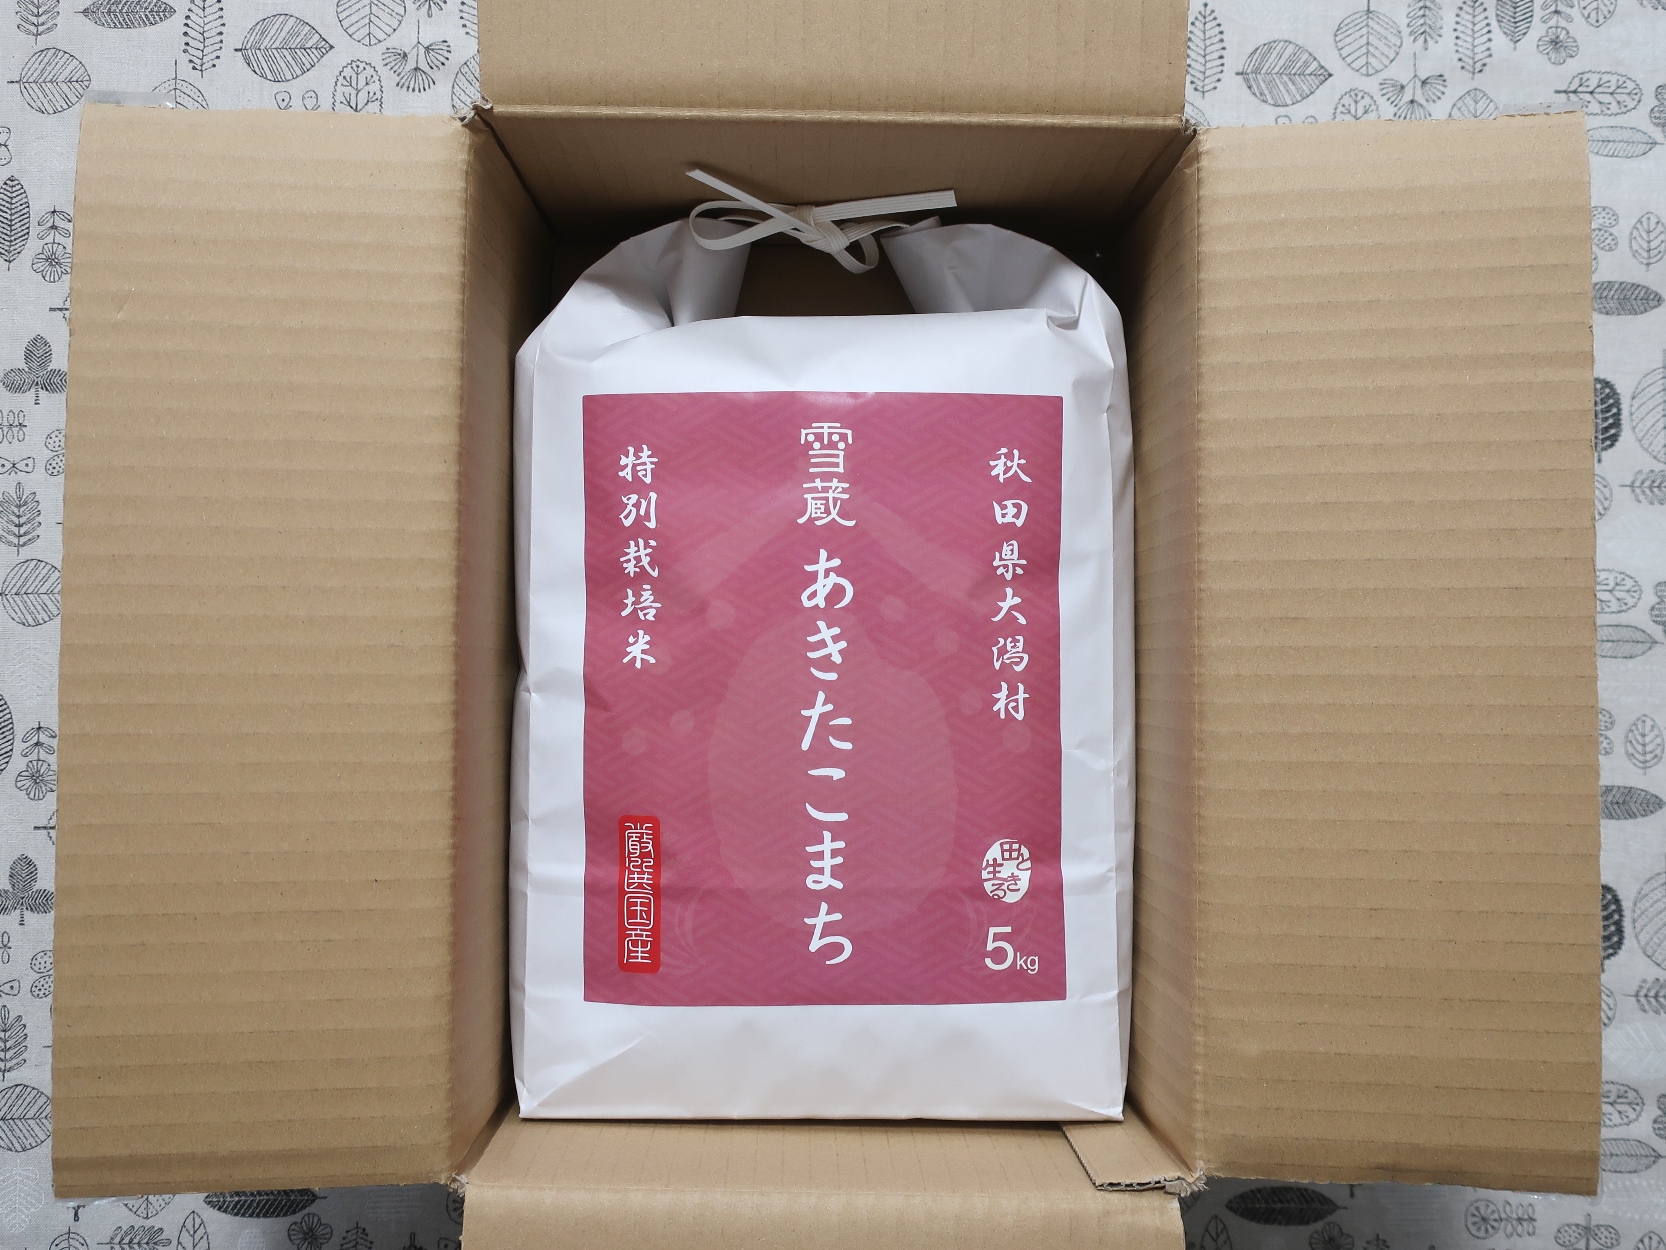 秋田県大潟村
雪蔵 あきたこまち
特別栽培米
厳選国産
田と
生きる
5kg